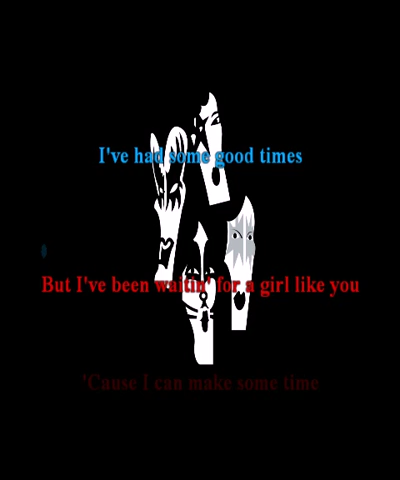 I've had some good times
But I've been waitin' for a girl like you
'Cause I can make some time